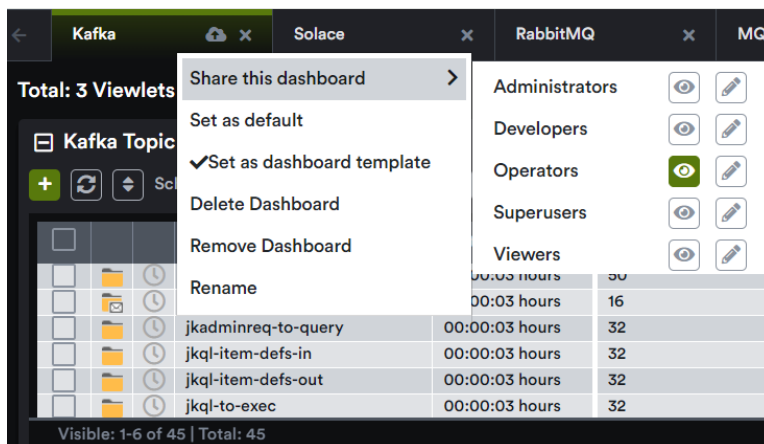 Kafka
Solace
RabbitMQ
MQ
Total: 3 Viewlets
Share this dashboard
Set as default
✓Set as dashboard template
Delete Dashboard
Remove Dashboard
Rename
Administrators
Developers
Operators
Superusers
Viewers
Kafka Topic
00:00:03 hours 50
00:00:03 hours 16
jkadminreq-to-query 00:00:03 hours 32
jkql-item-defs-in 00:00:03 hours 32
jkql-item-defs-out 00:00:03 hours 32
jkql-to-exec 00:00:03 hours 32
Visible: 1-6 of 45 | Total: 45